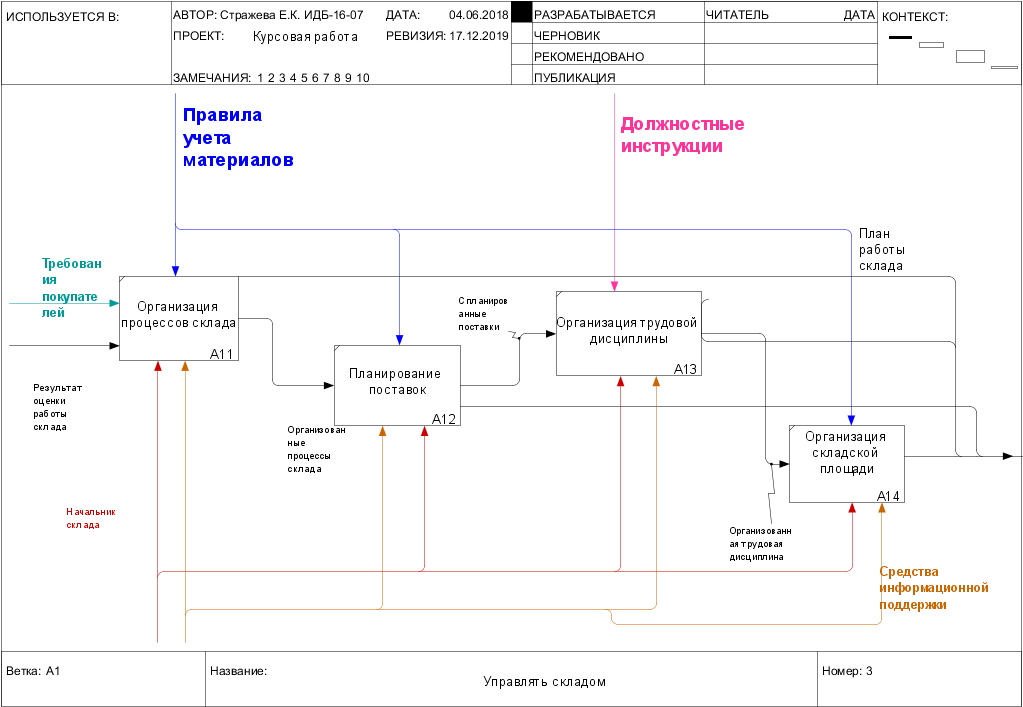 ИСПОЛЬЗУЕТСЯ В:
АВТОР: Стражева Е.К. ИДБ-16-07
ДАТА: 04.06.2018
ПРОЕКТ: Курсовая работа
РЕВИЗИЯ: 17.12.2019
ЗАМЕЧАНИЯ: 1 2 3 4 5 6 7 8 9 10
РАЗРАБАТЫВАЕТСЯ
ЧЕРНОВИК
РЕКОМЕНДОВАНО
ПУБЛИКАЦИЯ
ЧИТАТЕЛЬ
ДАТА
КОНТЕКСТ:
Правила
учета
материалов
Должностные
инструкции
План
работы
склада
Требован
ия
покупате
лей
Организация
процессов склада
A11
Спланиров
анные
поставки
Организация трудовой
дисциплины
A13
Планирование
поставок
A12
Результат
оценки
работы
склада
Организован
ные
процессы
склада
Организация
складской
площади
A14
Начальник
склада
Организованн
ая трудовая
дисциплина
Средства
информационной
поддержки
Ветка: A1
Название:
Управлять складом
Номер: 3